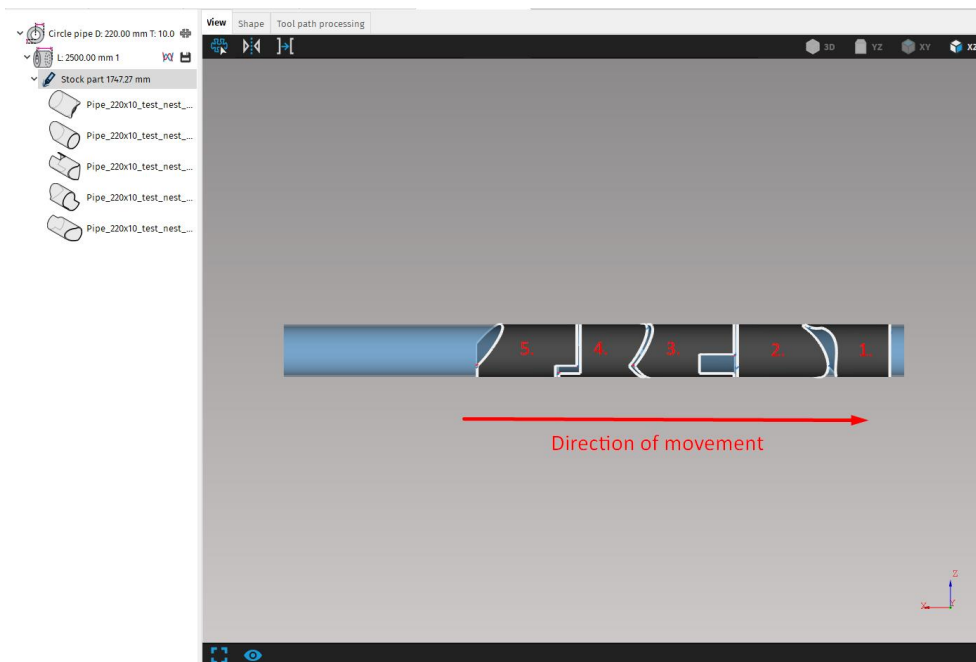 View Shape Tool path processing
Circle pipe D: 220.00 mm T: 10.0
L: 2500.00 mm 1
Stock part 1747.27 mm
Pipe_220x10_test_nest_...
Pipe_220x10_test_nest_...
Pipe_220x10_test_nest_...
Pipe_220x10_test_nest_...
Pipe_220x10_test_nest_...
3D YZ XY XZ
5. 4. 3. 2. 1.
Direction of movement
Z
X Y